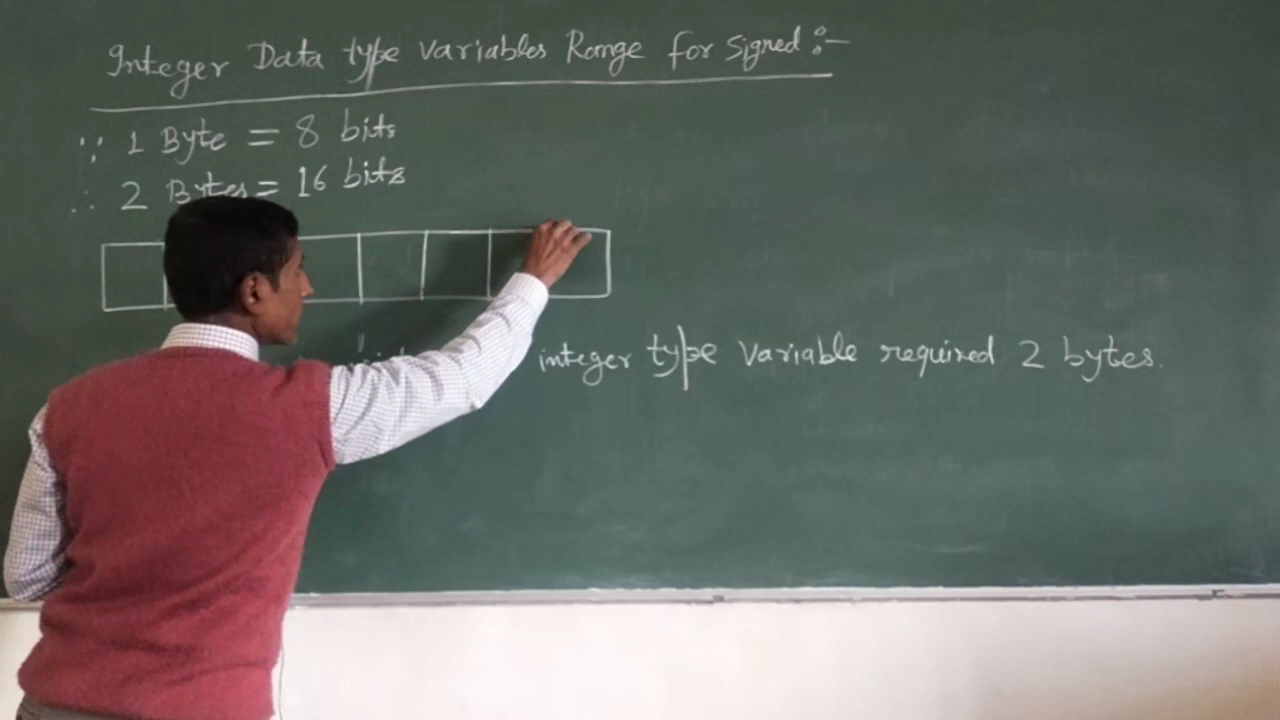 Integer Data type variables Range for Signed :-
∵ 1 Byte = 8 bits
∴ 2 Bytes = 16 bits
integer type variable required 2 bytes.